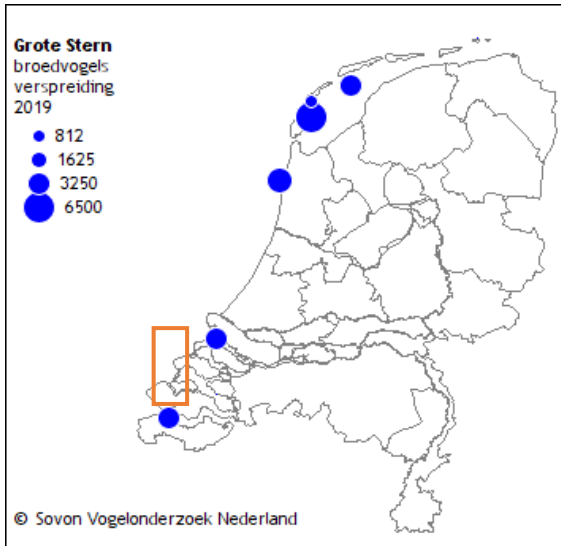 Grote Stern
broedvogels
verspreiding
2019
812
1625
3250
6500
© Sovon Vogelonderzoek Nederland